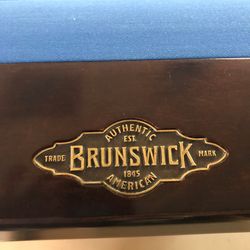 AUTHENTIC
EST.
TRADE BRUNSWICK MARK
1845
AMERICAN